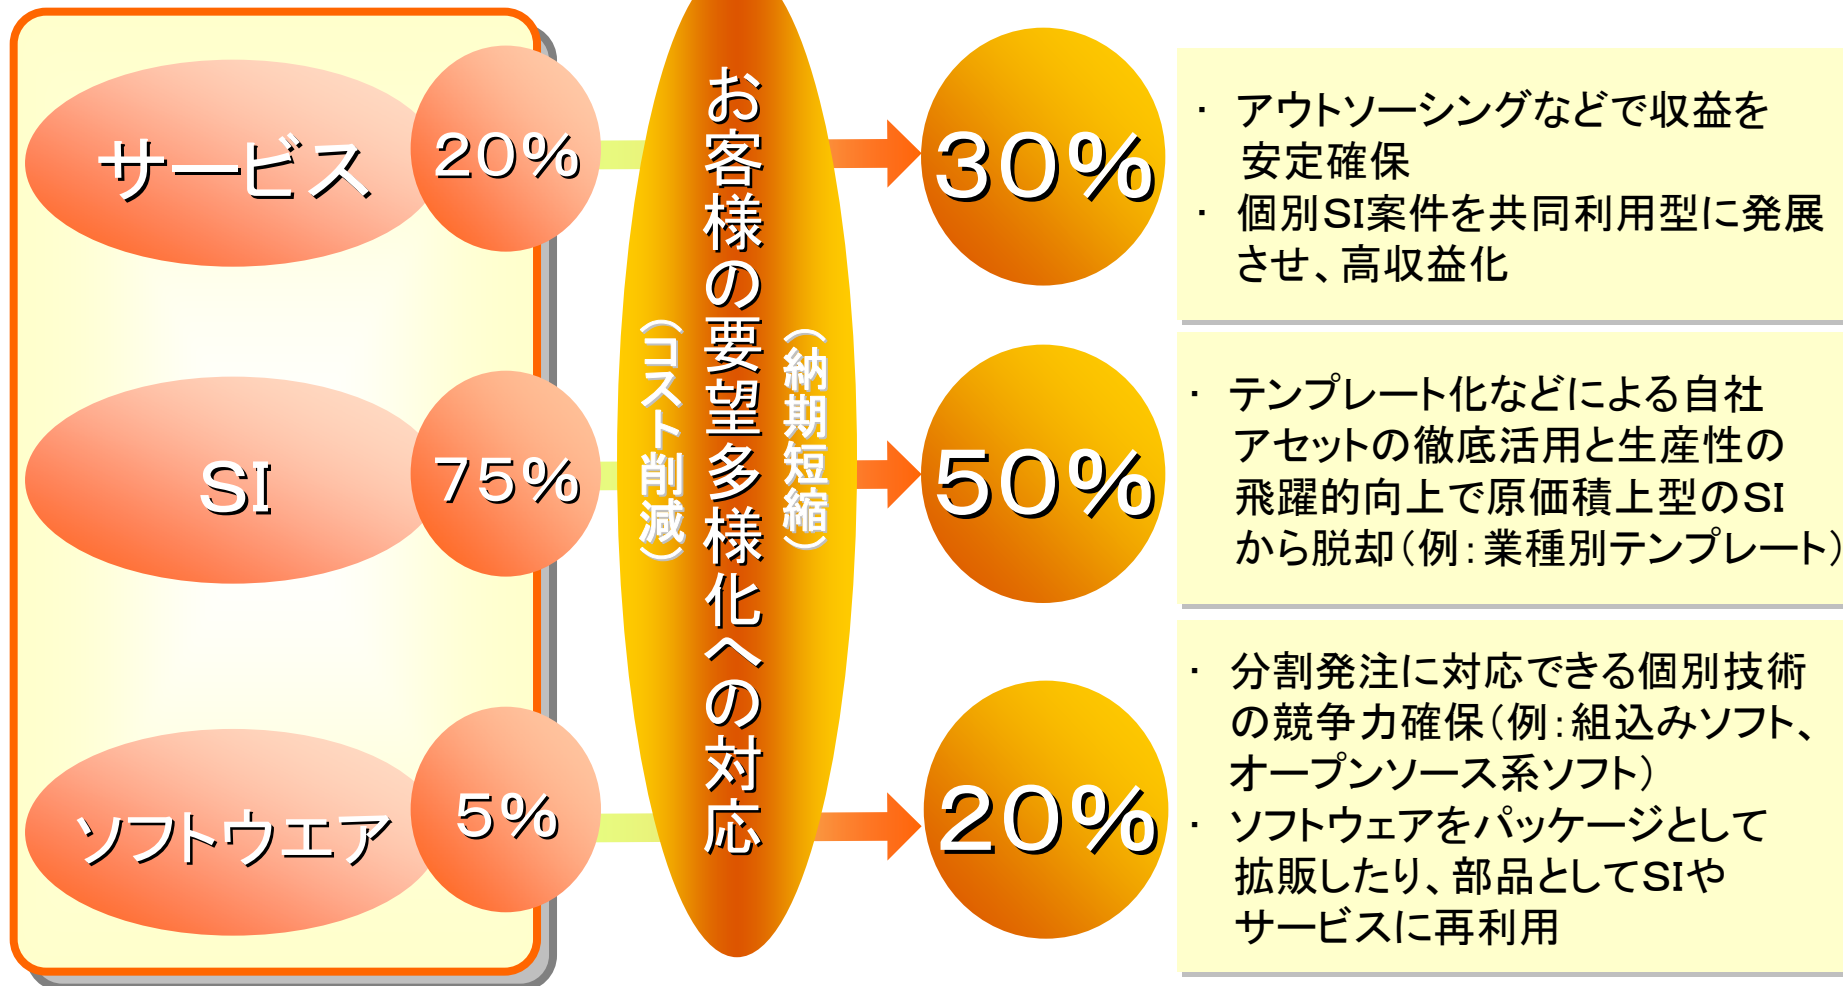 サービス
20%
SI
75%
ソフトウエア
5%
お客様の要望多様化への対応
(コスト削減)
(納期短縮)
30%
50%
20%
・ アウトソーシングなどで収益を
安定確保
・ 個別SI案件を共同利用型に発展
させ、高収益化
・ テンプレート化などによる自社
アセットの徹底活用と生産性の
飛躍的向上で原価積上型のSI
から脱却(例:業種別テンプレート)
・ 分割発注に対応できる個別技術
の競争力確保(例:組込みソフト、
オープンソース系ソフト)
・ ソフトウェアをパッケージとして
拡販したり、部品としてSIや
サービスに再利用